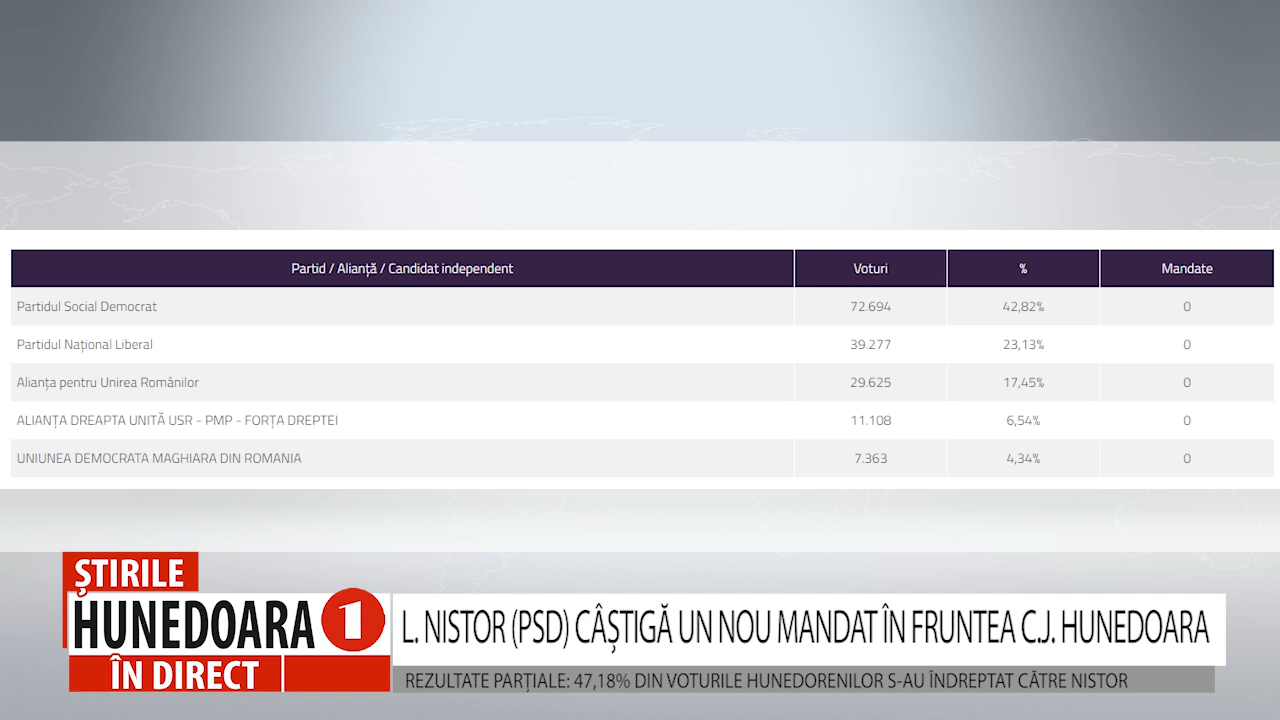 Partid / Alianță / Candidat independent Voturi % Mandate
Partidul Social Democrat 72.694 42,82% 0
Partidul Național Liberal 39.277 23,13% 0
Alianța pentru Unirea Românilor 29.625 17,45% 0
ALIANȚA DREAPTA UNITĂ USR - PMP - FORȚA DREPTEI 11.108 6,54% 0
UNIUNEA DEMOCRATA MAGHIARA DIN ROMANIA 7.363 4,34% 0
ȘTIRILE
HUNEDOARA 1
ÎN DIRECT
L. NISTOR (PSD) CÂȘTIGĂ UN NOU MANDAT ÎN FRUNTEA C.J. HUNEDOARA
REZULTATE PARȚIALE: 47,18% DIN VOTURILE HUNEDORENILOR S-AU ÎNDREPTAT CĂTRE NISTOR